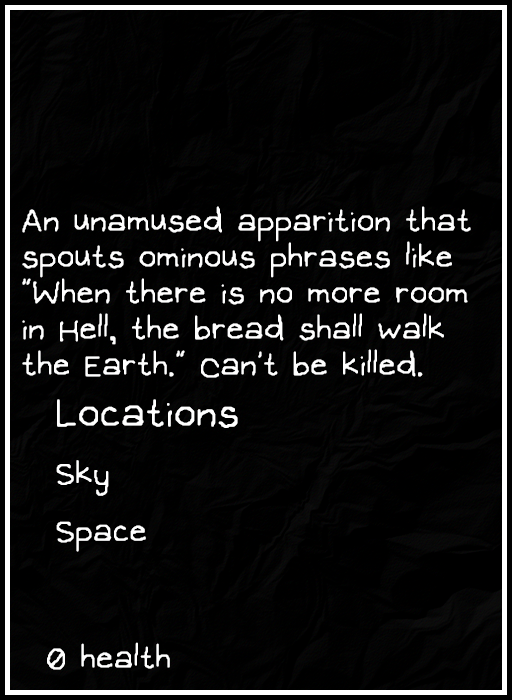 An unamused apparition that
spouts ominous phrases like
"When there is no more room
in Hell, the bread shall walk
the Earth." Can't be killed.
Locations
Sky
Space
0 health